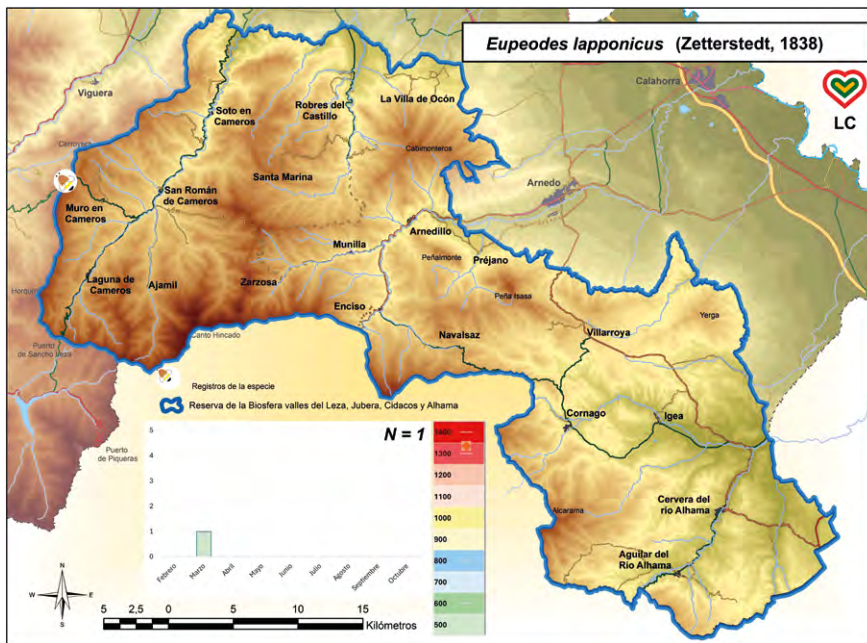 Eupeodes lapponicus (Zetterstedt, 1838)
LC
Viguera
Calahorra
Soto en
Cameros
Robres del
Castillo
La Villa de Ocón
Cabimonteros
Santa Marina
Arnedo
San Román
de Cameros
Muro en
Cameros
Arnedillo
Munilla
Peñalmonte
Préjano
Laguna de
Cameros
Ajamil
Zarzosa
Enciso
Peña Isasa
Navalsaz
Villarroya
Yerga
Canto Hincado
Puerto
de Sancho Leza
Registros de la especie
Reserva de la Biosfera valles del Leza, Jubera, Cidacos y Alhama
Cornago
Igea
Puerto
de Piqueras
N = 1
5
4
3
2
1
0
Febrero
Marzo
Abril
Mayo
Junio
Julio
Agosto
Septiembre
Octubre
1400
1300
1200
1100
1000
900
800
700
600
500
Alcarama
Cervera del
río Alhama
Aguilar del
Río Alhama
N
W
E
S
5
2,5
0
5
10
15
Kilómetros